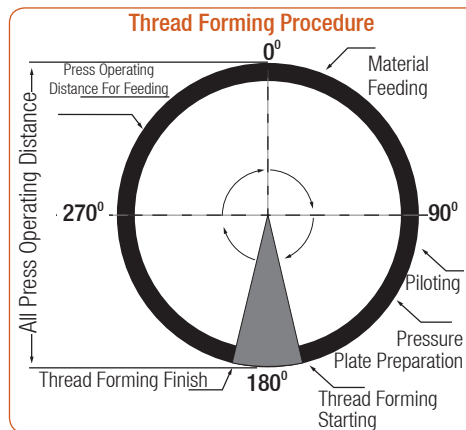 Thread Forming Procedure
0⁰
Press Operating
Distance For Feeding
Material
Feeding
All Press Operating Distance
270⁰
90⁰
Piloting
Pressure
Plate Preparation
Thread Forming Finish
180⁰
Thread Forming
Starting